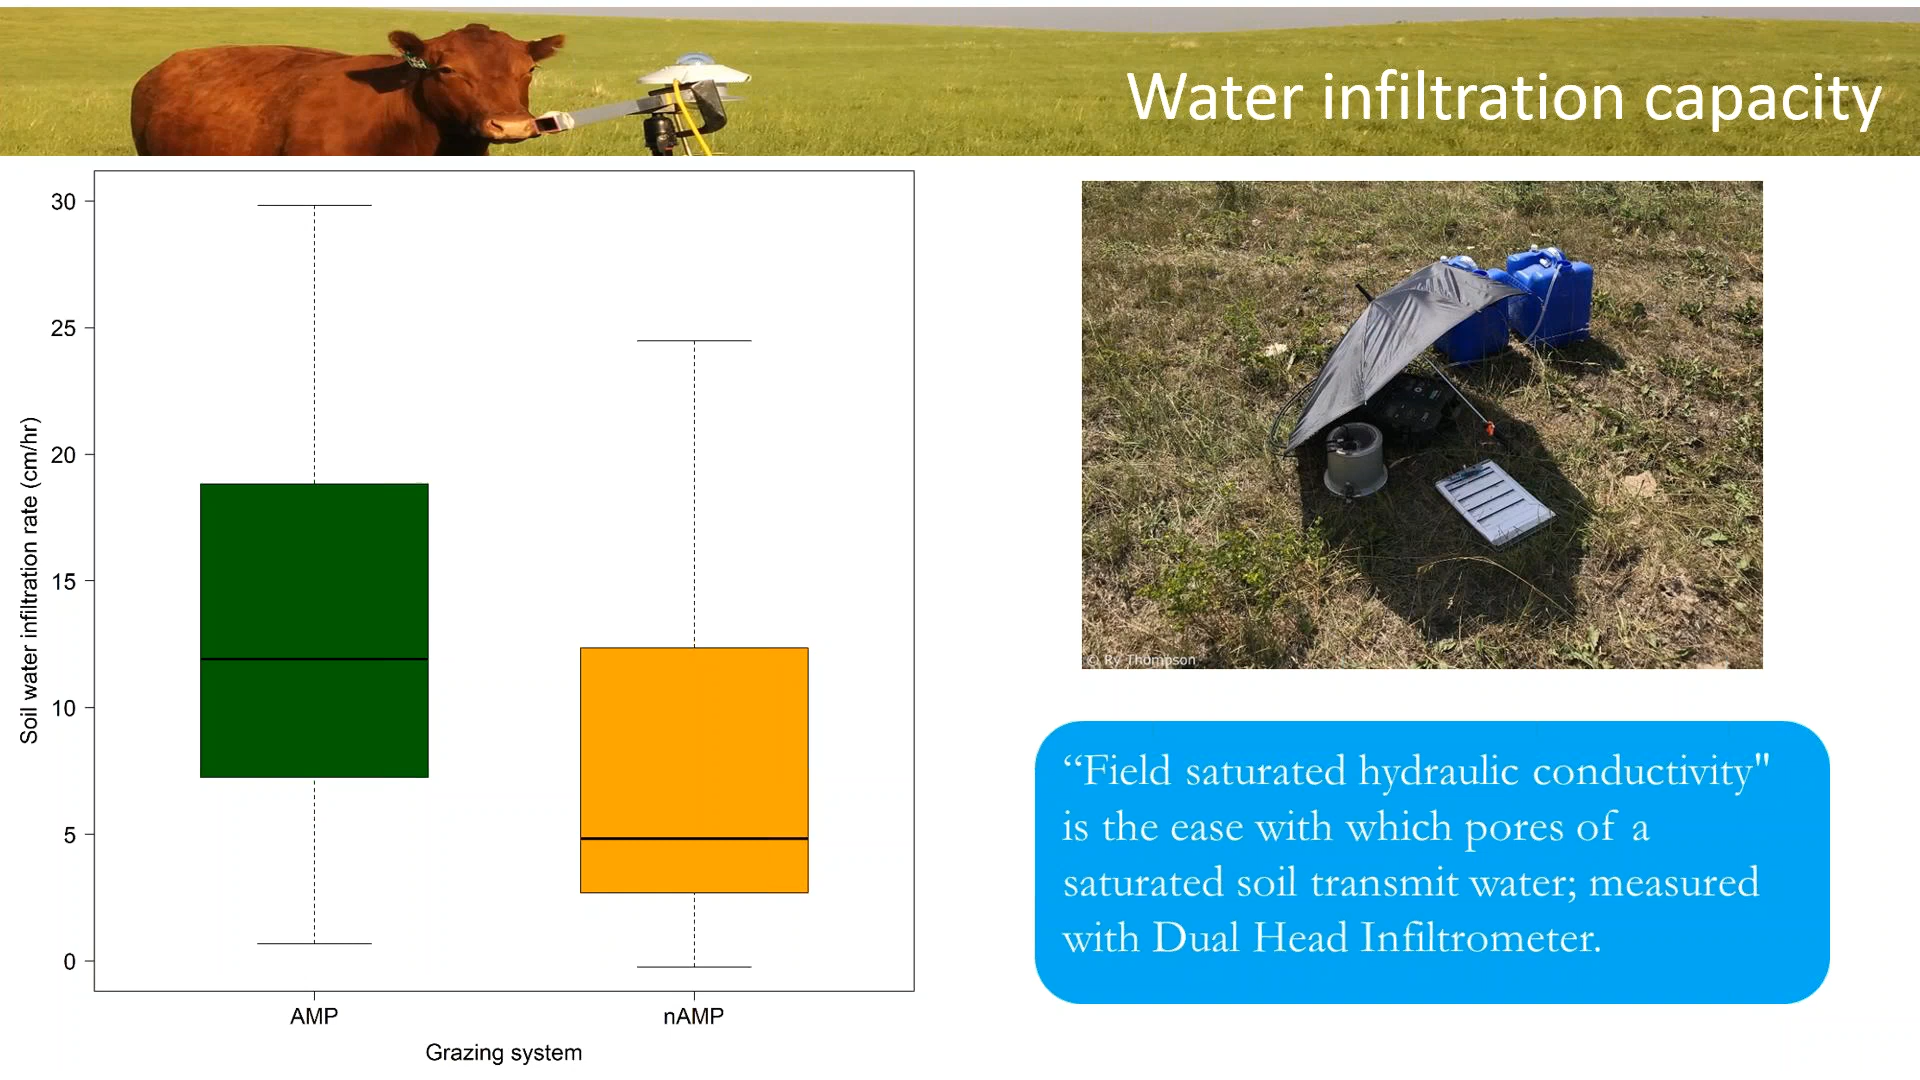 Water infiltration capacity
30
25
20
15
10
5
0
Soil water infiltration rate (cm/hr)
AMP
nAMP
Grazing system
© Ry Thompson
“Field saturated hydraulic conductivity"
is the ease with which pores of a
saturated soil transmit water; measured
with Dual Head Infiltrometer.